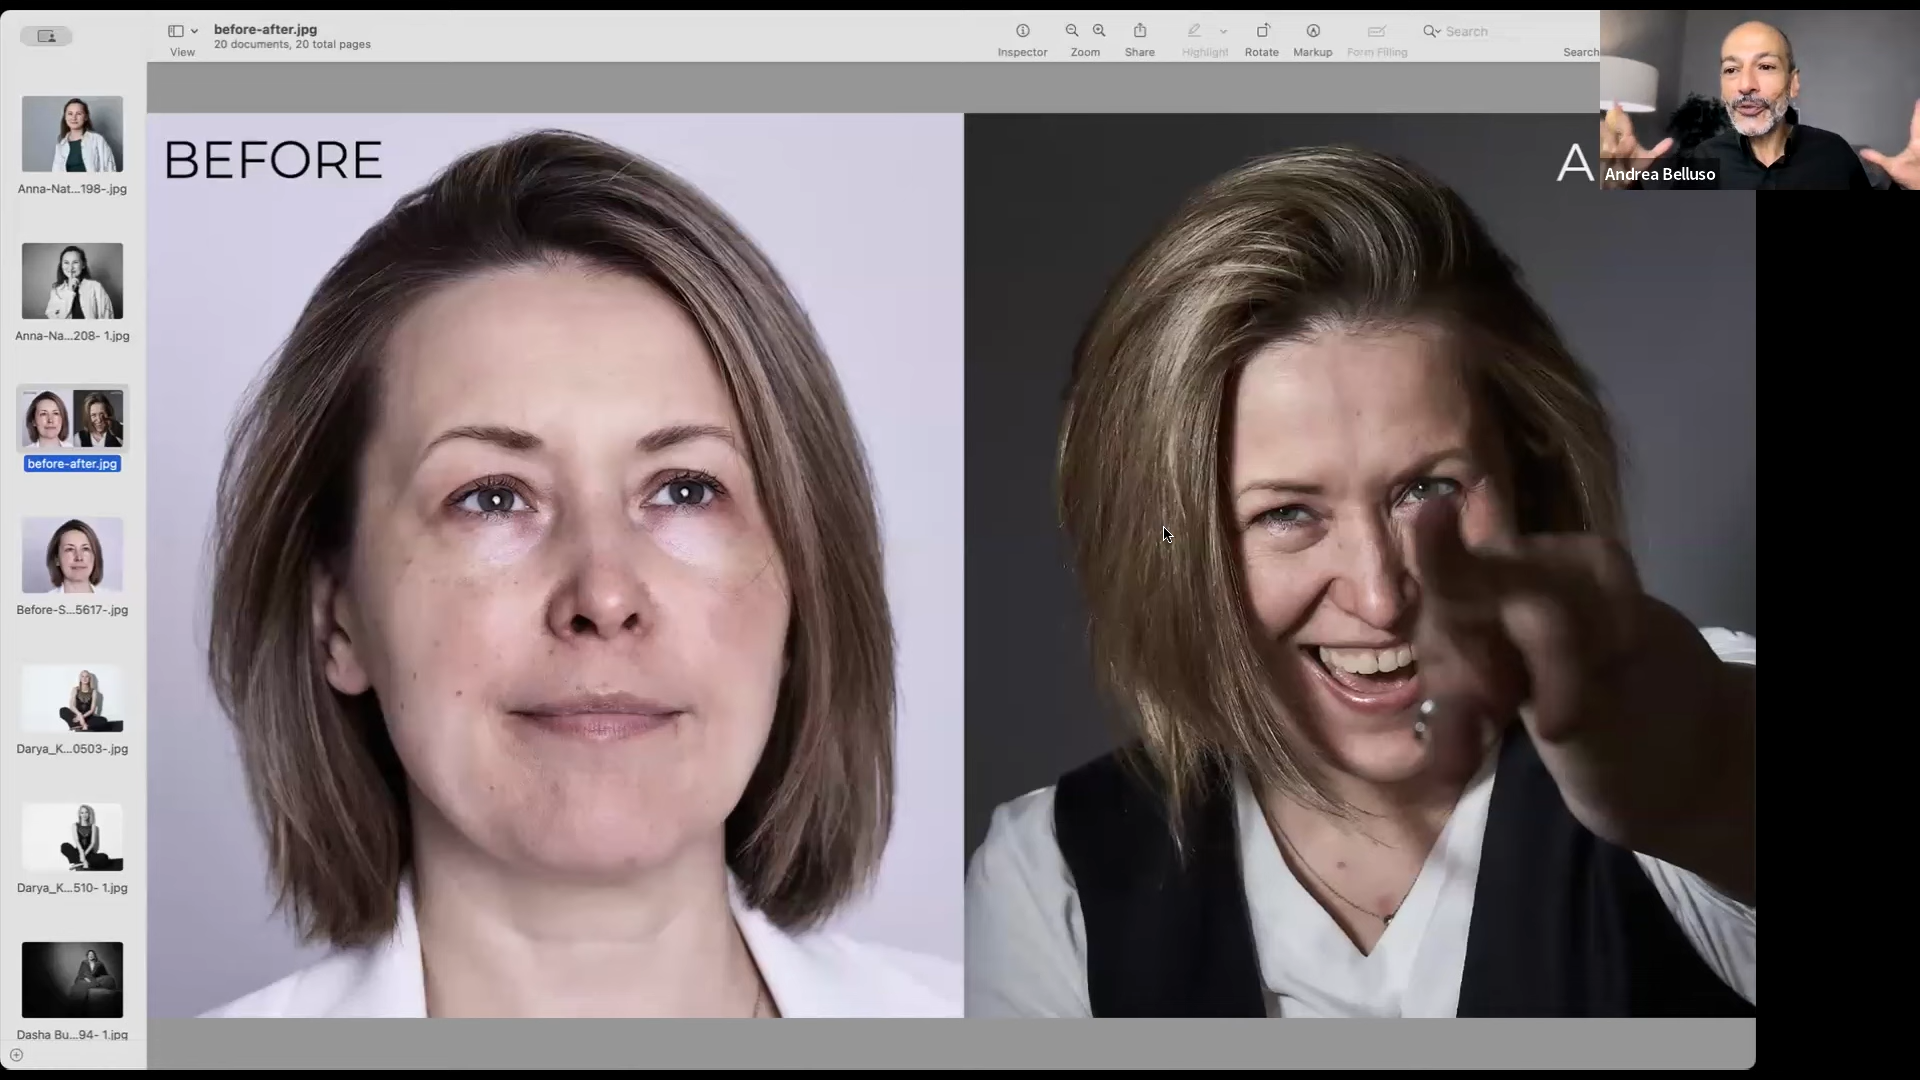 before-after.jpg
20 documents, 20 total pages
View
Inspector
Zoom
Share
Highlight
Rotate
Markup
Form Filling
Search
Search
Andrea Belluso
BEFORE
A
Anna-Nat...198-.jpg
Anna-Na...208- 1.jpg
before-after.jpg
Before-S...5617-.jpg
Darya_K...0503-.jpg
Darya_K...510- 1.jpg
Dasha Bu...94- 1.jpg